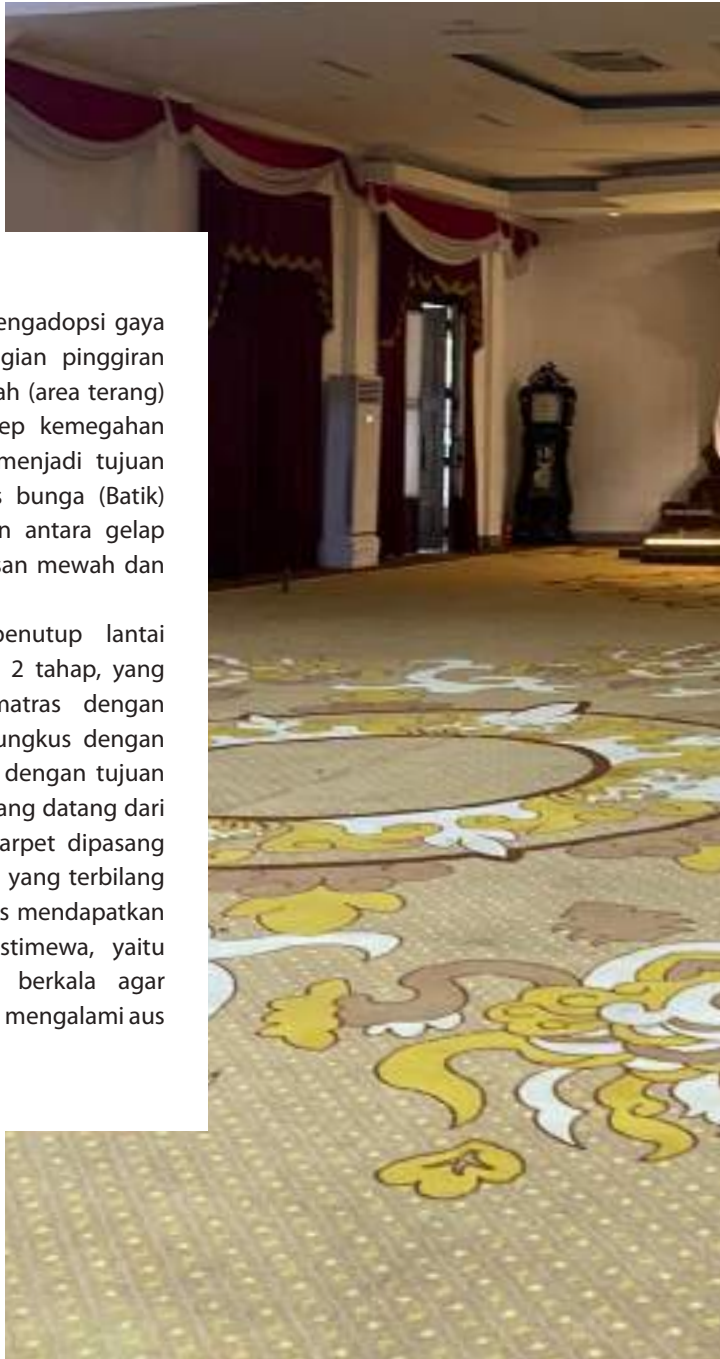 engadopsi gaya
gian pinggiran
ah (area terang)
ep kemegahan
menjadi tujuan
s bunga (Batik)
n antara gelap
san mewah dan
penutup lantai
2 tahap, yang
matras dengan
ungkus dengan
dengan tujuan
ang datang dari
arpet dipasang
yang terbilang
s mendapatkan
stimewa, yaitu
berkala agar
mengalami aus